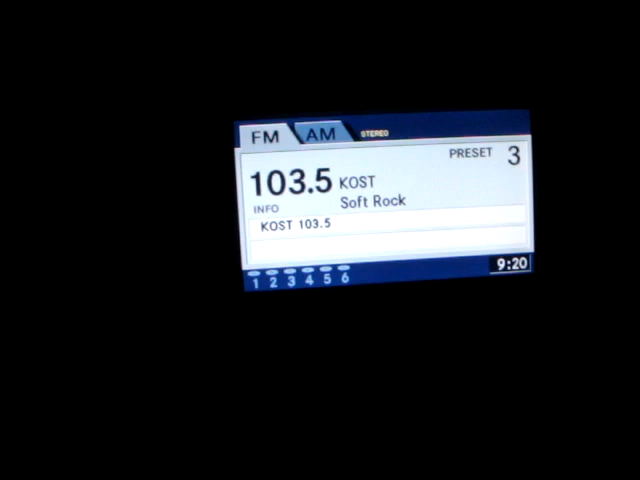 FM AM STEREO
PRESET 3
103.5 KOST
INFO Soft Rock
KOST 103.5
1 2 3 4 5 6 9:20